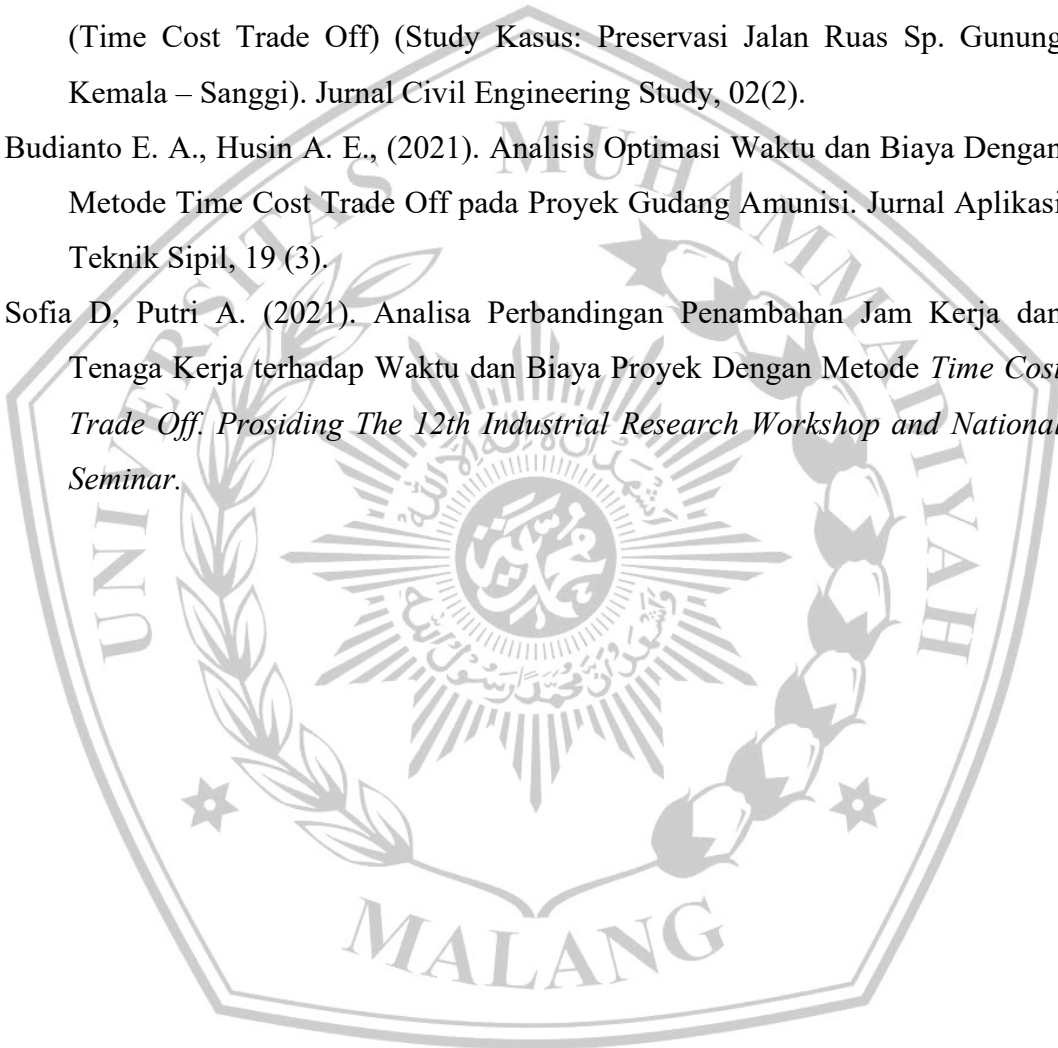 (Time Cost Trade Off) (Study Kasus: Preservasi Jalan Ruas Sp. Gunung
Kemala – Sanggi). Jurnal Civil Engineering Study, 02(2).
Budianto E. A., Husin A. E., (2021). Analisis Optimasi Waktu dan Biaya Dengan
Metode Time Cost Trade Off pada Proyek Gudang Amunisi. Jurnal Aplikasi
Teknik Sipil, 19 (3).
Sofia D, Putri A. (2021). Analisa Perbandingan Penambahan Jam Kerja dan
Tenaga Kerja terhadap Waktu dan Biaya Proyek Dengan Metode Time Cost
Trade Off. Prosiding The 12th Industrial Research Workshop and National
Seminar.
UNIVERSITAS MUHAMMADIYAH
MALANG